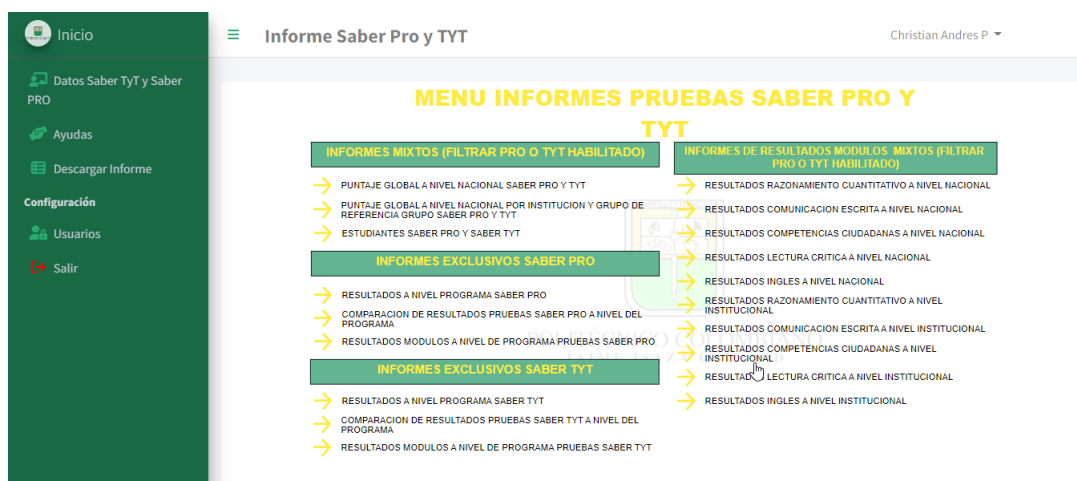 Inicio
Informe Saber Pro y TYT
Christian Andres P
Datos Saber TyT y Saber
PRO
Ayudas
Descargar Informe
Configuración
Usuarios
Salir
MENU INFORMES PRUEBAS SABER PRO Y
TYT
INFORMES MIXTOS (FILTRAR PRO O TYT HABILITADO)
PUNTAJE GLOBAL A NIVEL NACIONAL SABER PRO Y TYT
PUNTAJE GLOBAL A NIVEL NACIONAL POR INSTITUCION Y GRUPO DE
REFERENCIA GRUPO SABER PRO Y TYT
ESTUDIANTES SABER PRO Y SABER TYT
INFORMES EXCLUSIVOS SABER PRO
RESULTADOS A NIVEL PROGRAMA SABER PRO
COMPARACION DE RESULTADOS PRUEBAS SABER PRO A NIVEL DEL
PROGRAMA
RESULTADOS MODULOS A NIVEL DE PROGRAMA PRUEBAS SABER PRO
INFORMES EXCLUSIVOS SABER TYT
RESULTADOS A NIVEL PROGRAMA SABER TYT
COMPARACION DE RESULTADOS PRUEBAS SABER TYT A NIVEL DEL
PROGRAMA
RESULTADOS MODULOS A NIVEL DE PROGRAMA PRUEBAS SABER TYT
INFORMES DE RESULTADOS MODULOS MIXTOS (FILTRAR
PRO O TYT HABILITADO)
RESULTADOS RAZONAMIENTO CUANTITATIVO A NIVEL NACIONAL
RESULTADOS COMUNICACION ESCRITA A NIVEL NACIONAL
RESULTADOS COMPETENCIAS CIUDADANAS A NIVEL NACIONAL
RESULTADOS LECTURA CRITICA A NIVEL NACIONAL
RESULTADOS INGLES A NIVEL NACIONAL
RESULTADOS RAZONAMIENTO CUANTITATIVO A NIVEL
INSTITUCIONAL
RESULTADOS COMUNICACION ESCRITA A NIVEL INSTITUCIONAL
RESULTADOS COMPETENCIAS CIUDADANAS A NIVEL
INSTITUCIONAL
RESULTADOS LECTURA CRITICA A NIVEL INSTITUCIONAL
RESULTADOS INGLES A NIVEL INSTITUCIONAL
POLITÉCNICO COLOMBIANO